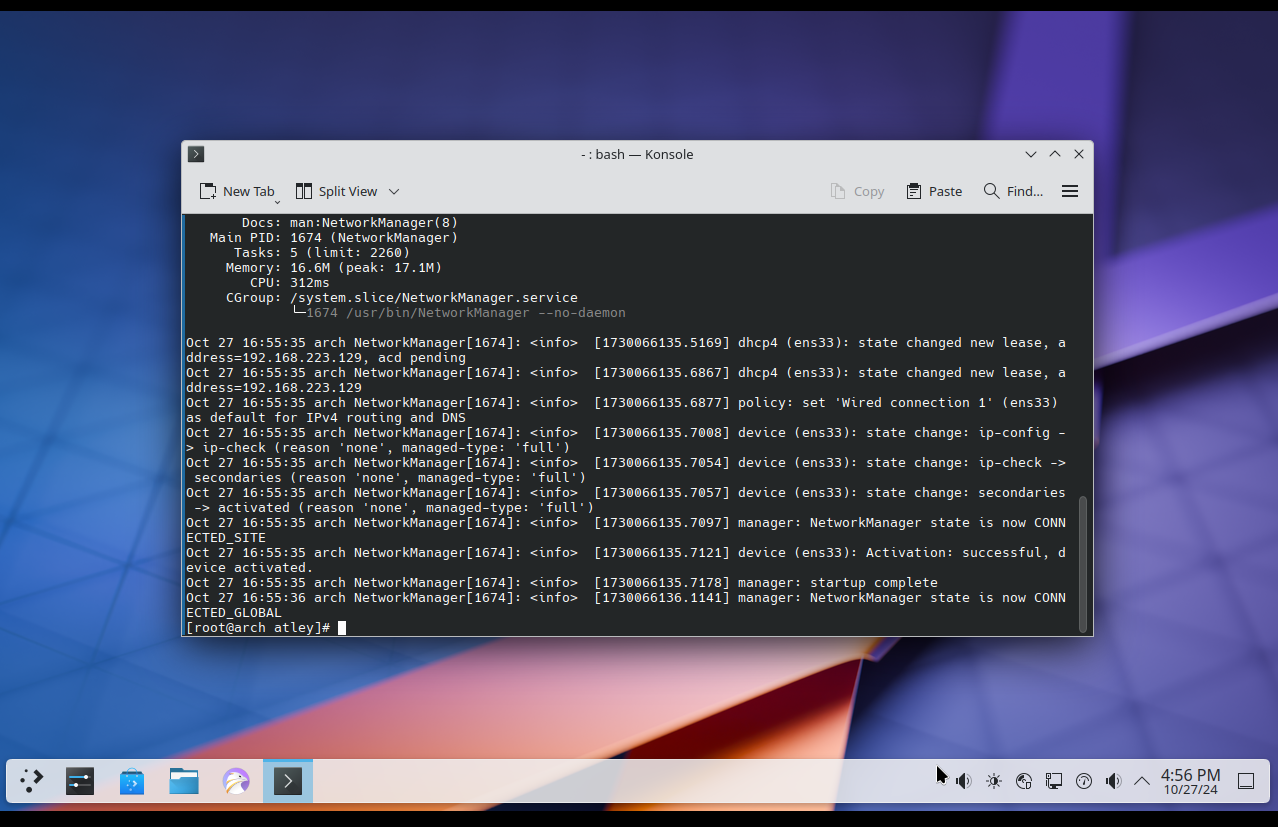 - : bash — Konsole
New Tab Split View Copy Paste Find...
Docs: man:NetworkManager(8)
Main PID: 1674 (NetworkManager)
Tasks: 5 (limit: 2260)
Memory: 16.6M (peak: 17.1M)
CPU: 312ms
CGroup: /system.slice/NetworkManager.service
└─1674 /usr/bin/NetworkManager --no-daemon
Oct 27 16:55:35 arch NetworkManager[1674]: <info>  [1730066135.5169] dhcp4 (ens33): state changed new lease, a
ddress=192.168.223.129, acd pending
Oct 27 16:55:35 arch NetworkManager[1674]: <info>  [1730066135.6867] dhcp4 (ens33): state changed new lease, a
ddress=192.168.223.129
Oct 27 16:55:35 arch NetworkManager[1674]: <info>  [1730066135.6877] policy: set 'Wired connection 1' (ens33)
as default for IPv4 routing and DNS
Oct 27 16:55:35 arch NetworkManager[1674]: <info>  [1730066135.7008] device (ens33): state change: ip-config -
> ip-check (reason 'none', managed-type: 'full')
Oct 27 16:55:35 arch NetworkManager[1674]: <info>  [1730066135.7054] device (ens33): state change: ip-check ->
secondaries (reason 'none', managed-type: 'full')
Oct 27 16:55:35 arch NetworkManager[1674]: <info>  [1730066135.7057] device (ens33): state change: secondaries
-> activated (reason 'none', managed-type: 'full')
Oct 27 16:55:35 arch NetworkManager[1674]: <info>  [1730066135.7097] manager: NetworkManager state is now CONN
ECTED_SITE
Oct 27 16:55:35 arch NetworkManager[1674]: <info>  [1730066135.7121] device (ens33): Activation: successful, d
evice activated.
Oct 27 16:55:35 arch NetworkManager[1674]: <info>  [1730066135.7178] manager: startup complete
Oct 27 16:55:36 arch NetworkManager[1674]: <info>  [1730066136.1141] manager: NetworkManager state is now CONN
ECTED_GLOBAL
[root@arch atley]#
4:56 PM
10/27/24